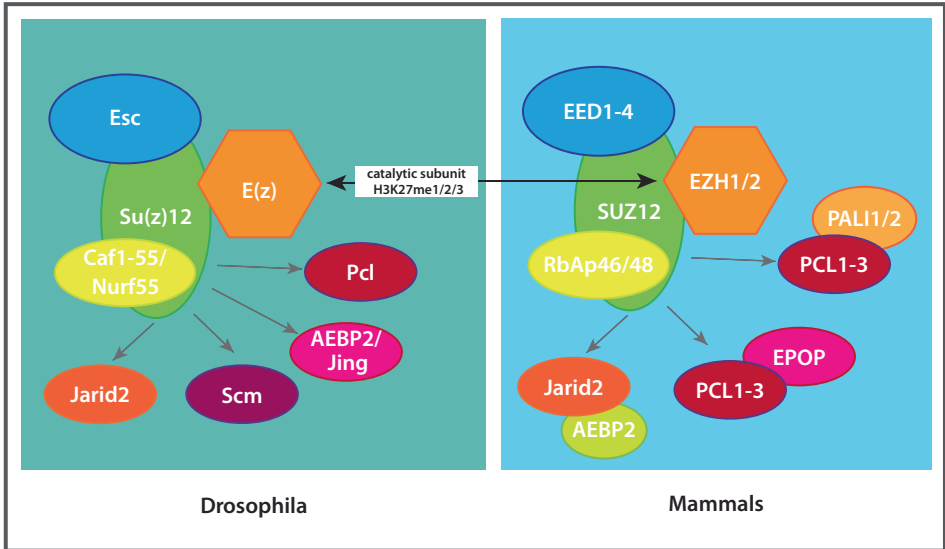 Esc
E(z)
Su(z)12
Caf1-55/
Nurf55
Pcl
AEBP2/
Jing
Jarid2
Scm
Drosophila
catalytic subunit
H3K27me1/2/3
EED1-4
EZH1/2
SUZ12
PALI1/2
RbAp46/48
PCL1-3
EPOP
Jarid2
PCL1-3
AEBP2
Mammals